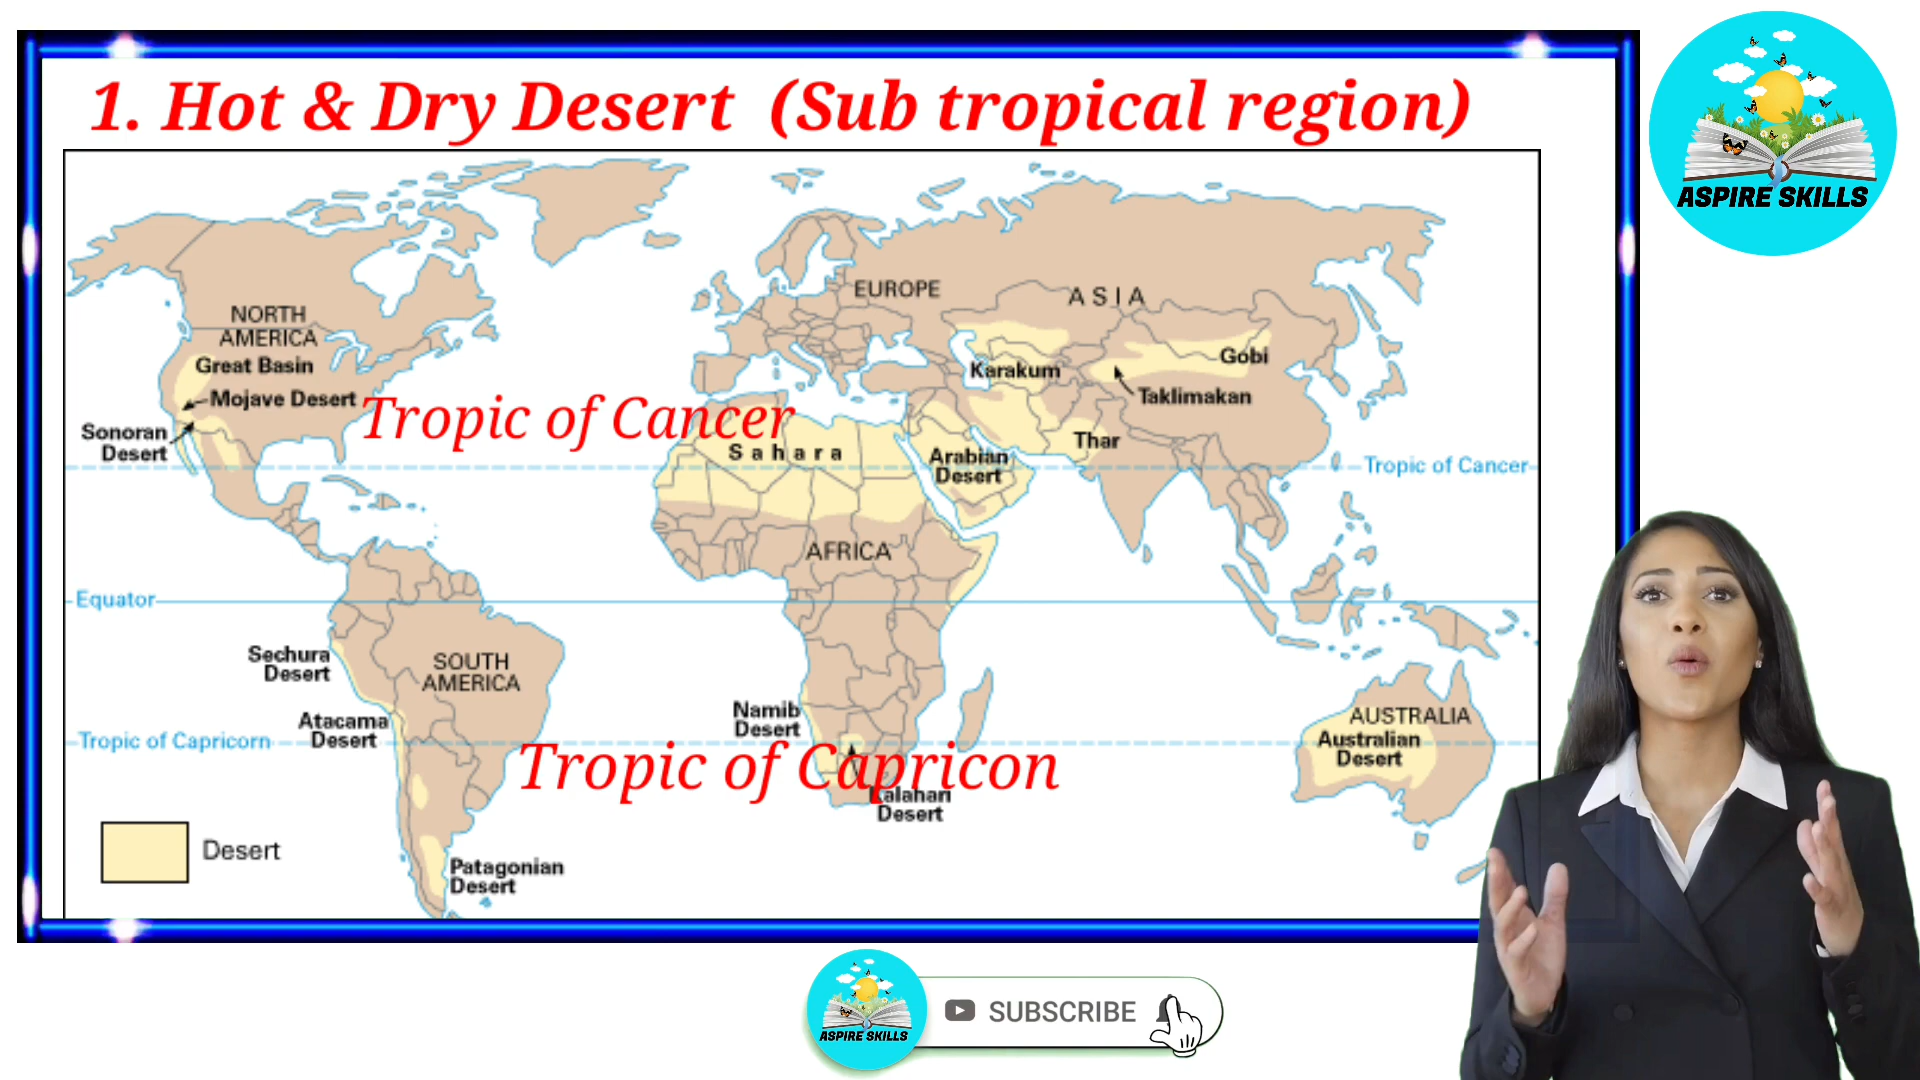 1. Hot & Dry Desert (Sub tropical region)
ASPIRE SKILLS
EUROPE
ASIA
NORTH
AMERICA
Great Basin
Gobi
Karakum
Mojave Desert
Taklimakan
Tropic of Cancer
Sonoran
Desert
Thar
Sahara
Arabian
Desert
Tropic of Cancer
AFRICA
Equator
Sechura
Desert
SOUTH
AMERICA
Namib
Desert
Atacama
Desert
AUSTRALIA
Australian
Desert
Tropic of Capricorn
Tropic of Capricon
Kalahari
Desert
Desert
Patagonian
Desert
ASPIRE SKILLS
SUBSCRIBE